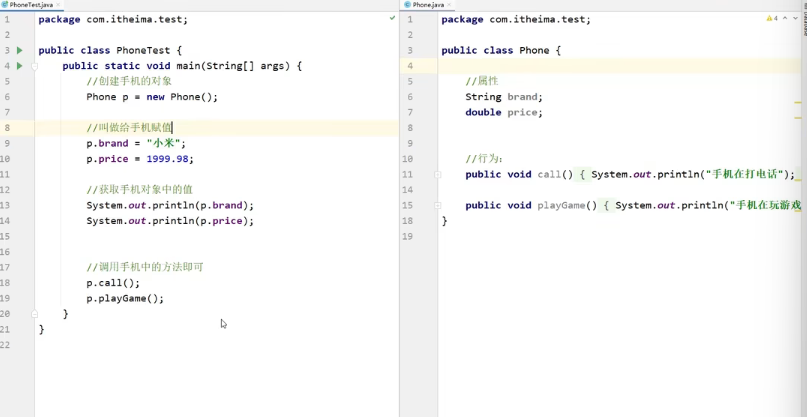 PhoneTest.java
1 package com.itheima.test;
2
3 public class PhoneTest {
4 public static void main(String[] args) {
5 //创建手机的对象
6 Phone p = new Phone();
7
8 //叫做给手机赋值
9 p.brand = "小米";
10 p.price = 1999.98;
11
12 //获取手机对象中的值
13 System.out.println(p.brand);
14 System.out.println(p.price);
15
16
17 //调用手机中的方法即可
18 p.call();
19 p.playGame();
20 }
21 }
22
Phone.java
4
1 package com.itheima.test;
2
3 public class Phone {
4
5 //属性
6 String brand;
7 double price;
8
9
10 //行为：
11 public void call() { System.out.println("手机在打电话"); }
15 public void playGame() { System.out.println("手机在玩游戏
18 }
19